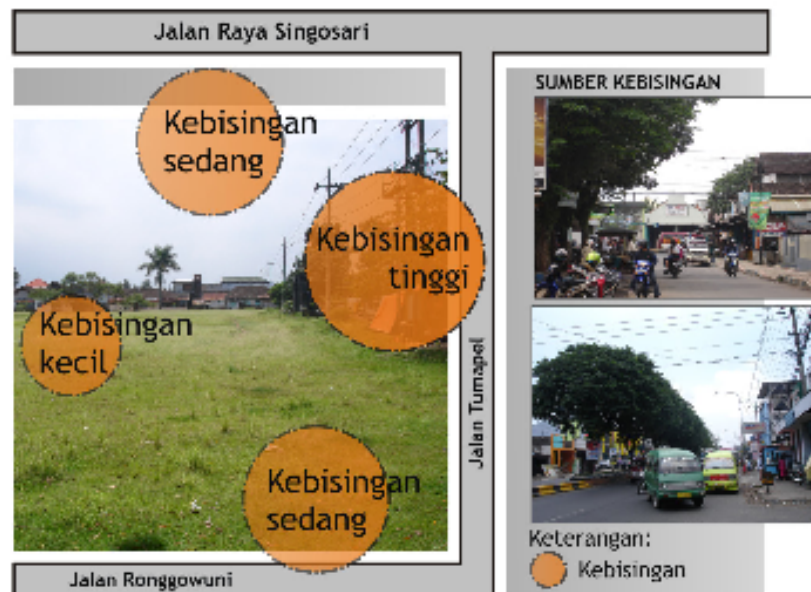 Jalan Raya Singosari
SUMBER KEBISINGAN
Kebisingan
sedang
Kebisingan
tinggi
Kebisingan
kecil
Jalan Tumapel
Kebisingan
sedang
Keterangan:
Kebisingan
Jalan Ronggowuni